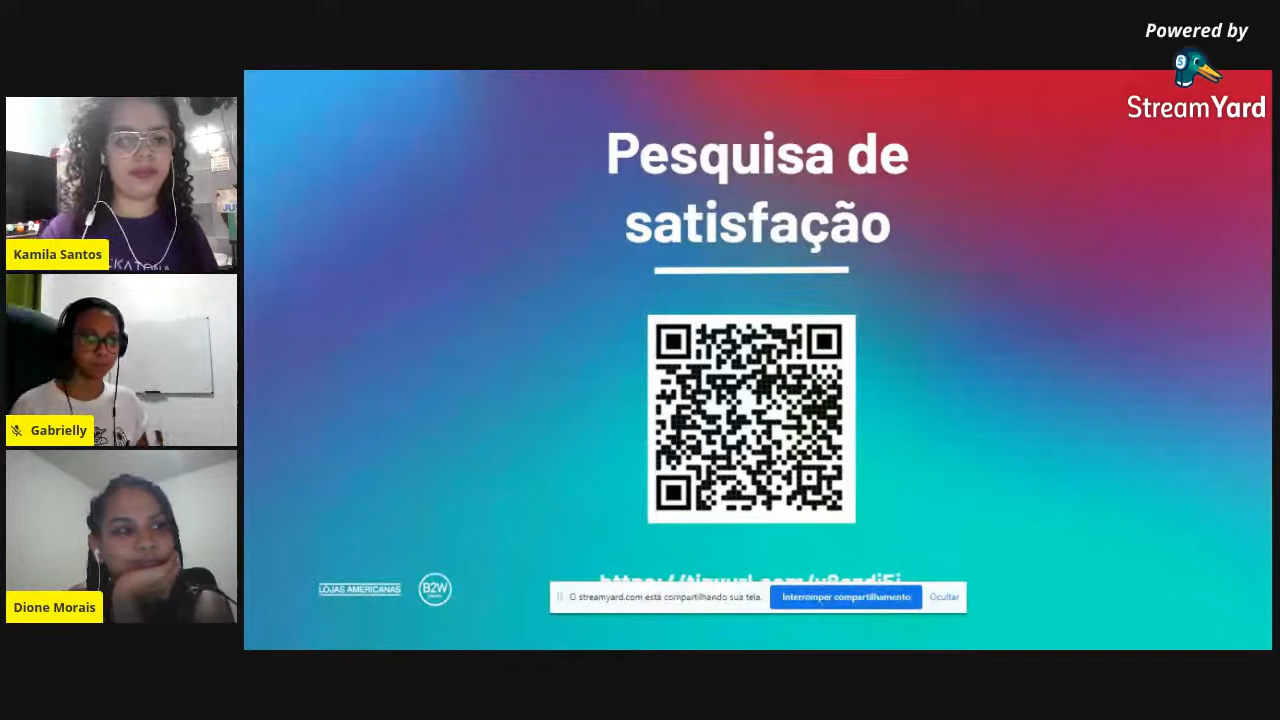 Powered by
StreamYard
Pesquisa de
satisfação
Kamila Santos
Gabrielly
Dione Morais
LOJAS AMERICANAS
B2W
O streamyard.com está compartilhando sua tela.
Interromper compartilhamento
Ocultar